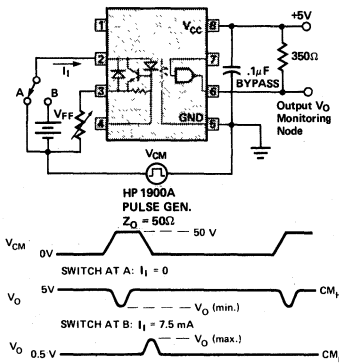 +5V
1
VCC
8
2
7
I1
350Ω
A
B
.1μF
BYPASS
3
6
VFF
Output VO
Monitoring
Node
4
GND
5
VCM
HP 1900A
PULSE GEN.
ZO = 50Ω
50 V
VCM
0V
SWITCH AT A: I1 = 0
5V
CMH
VO
VO (min.)
SWITCH AT B: I1 = 7.5 mA
VO (max.)
VO
0.5 V
CML